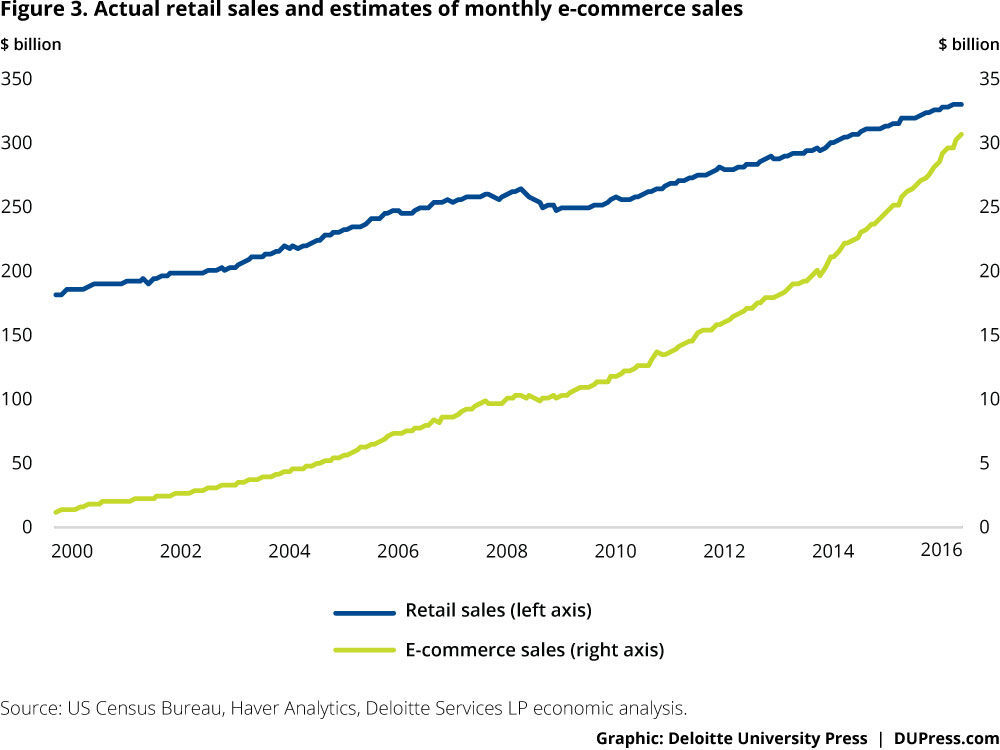 Figure 3. Actual retail sales and estimates of monthly e-commerce sales
$ billion $ billion
350 35
300 30
250 25
200 20
150 15
100 10
50 5
0 0
2000 2002 2004 2006 2008 2010 2012 2014 2016
Retail sales (left axis)
E-commerce sales (right axis)
Source: US Census Bureau, Haver Analytics, Deloitte Services LP economic analysis.
Graphic: Deloitte University Press | DUPress.com